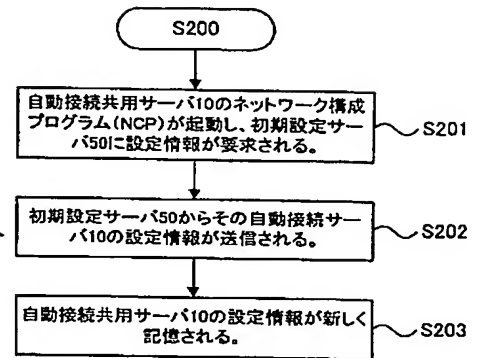 S200
自動接続共用サーバ10のネットワーク構成
プログラム(NCP)が起動し、初期設定サー
バ50に設定情報が要求される。
S201
初期設定サーバ50からその自動接続サー
バ10の設定情報が送信される。
S202
自動接続共用サーバ10の設定情報が新しく
記憶される。
S203